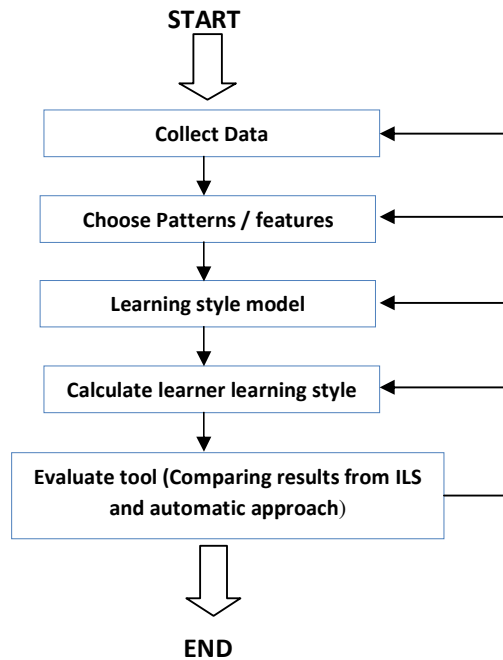 START
Collect Data
Choose Patterns / features
Learning style model
Calculate learner learning style
Evaluate tool (Comparing results from ILS
and automatic approach)
END